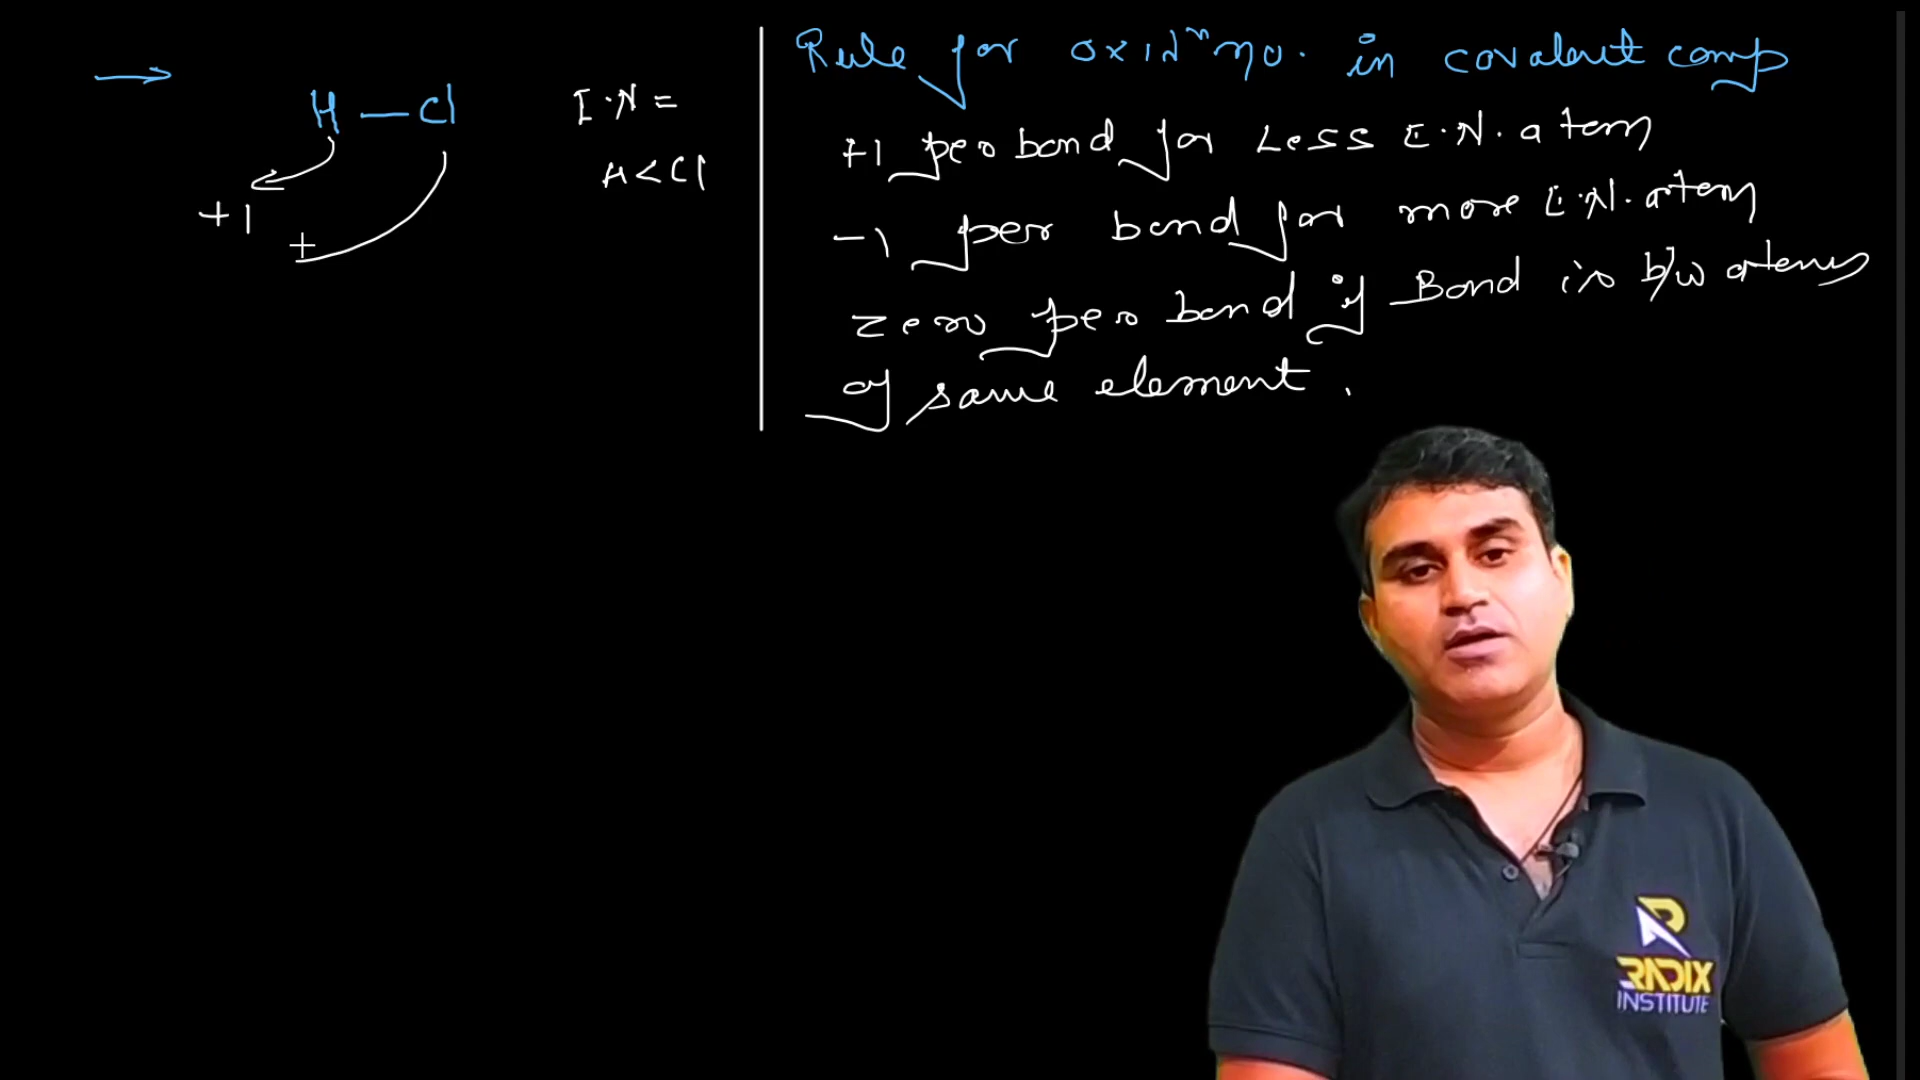 → H — Cl
E.N =
H < Cl
+1
+
Rule for oxidⁿ no. in covalent comp
+1 per bond for Less E.N. atom
-1 per bond for more E.N. atom
zero per bond if Bond is b/w atoms
of same element.
RADIX
INSTITUTE